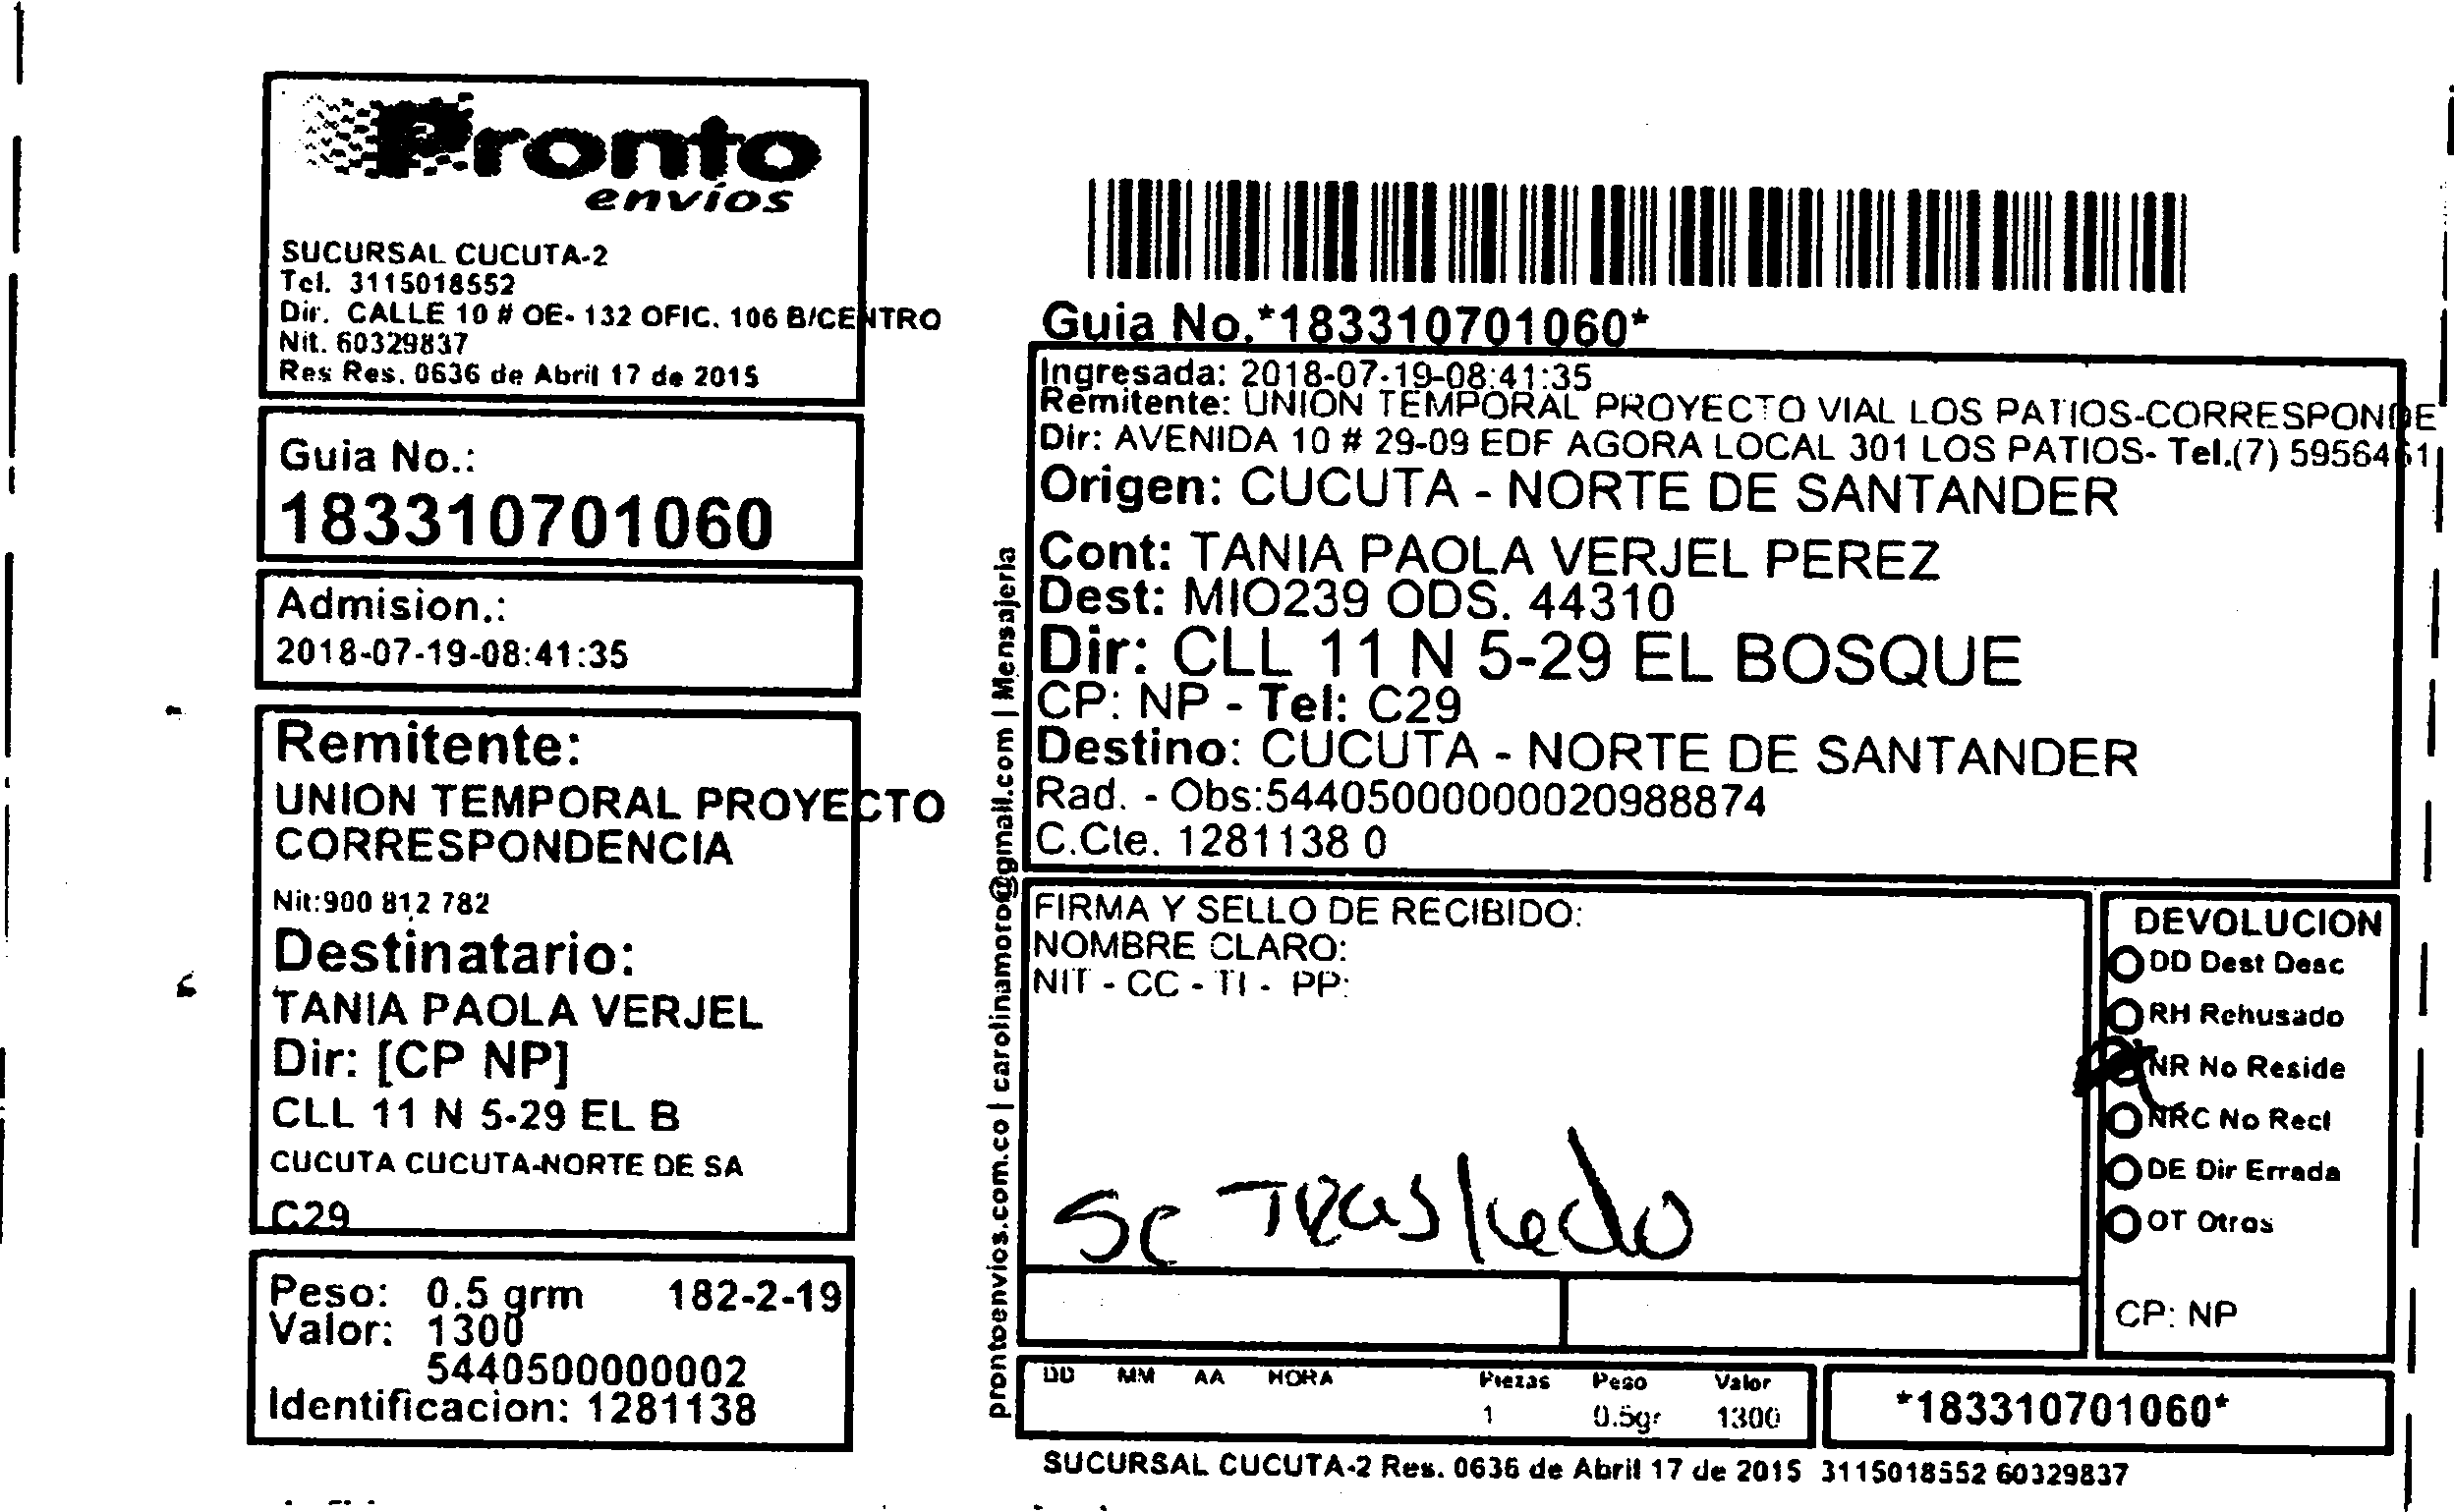 Pronto
envíos
SUCURSAL CUCUTA-2
Tel. 3115018552
Dir. CALLE 10 # OE- 132 OFIC. 106 B/CENTRO
Nit. 60329837
Res Res. 0636 de Abril 17 de 2015
Guia No.:
183310701060
Admision.:
2018-07-19-08:41:35
Remitente:
UNION TEMPORAL PROYECTO
CORRESPONDENCIA
Nit:900 812 782
Destinatario:
TANIA PAOLA VERJEL
Dir: [CP NP]
CLL 11 N 5-29 EL B
CUCUTA CUCUTA-NORTE DE SA
C29
Peso: 0.5 grm 182-2-19
Valor: 1300
5440500000002
Identificacion: 1281138
prontoenvios.com.co | carolinamoro@gmail.com | Mensajeria
Guia No.*183310701060*
Ingresada: 2018-07-19-08:41:35
Remitente: UNION TEMPORAL PROYECTO VIAL LOS PATIOS-CORRESPONDE
Dir: AVENIDA 10 # 29-09 EDF AGORA LOCAL 301 LOS PATIOS- Tel.(7) 5956461
Origen: CUCUTA - NORTE DE SANTANDER
Cont: TANIA PAOLA VERJEL PEREZ
Dest: MIO239 ODS. 44310
Dir: CLL 11 N 5-29 EL BOSQUE
CP: NP - Tel: C29
Destino: CUCUTA - NORTE DE SANTANDER
Rad. - Obs:544050000000020988874
C.Cte. 1281138 0
FIRMA Y SELLO DE RECIBIDO:
NOMBRE CLARO:
NIT - CC - TI - PP:
Se Trasledo
DEVOLUCION
DD Dest Desc
RH Rehusado
NR No Reside
NRC No Recl
DE Dir Errada
OT Otros
CP: NP
DD MM AA HORA Piezas Peso Valor
1 0.5gr 1300
*183310701060*
SUCURSAL CUCUTA-2 Res. 0636 de Abril 17 de 2015 3115018552 60329837